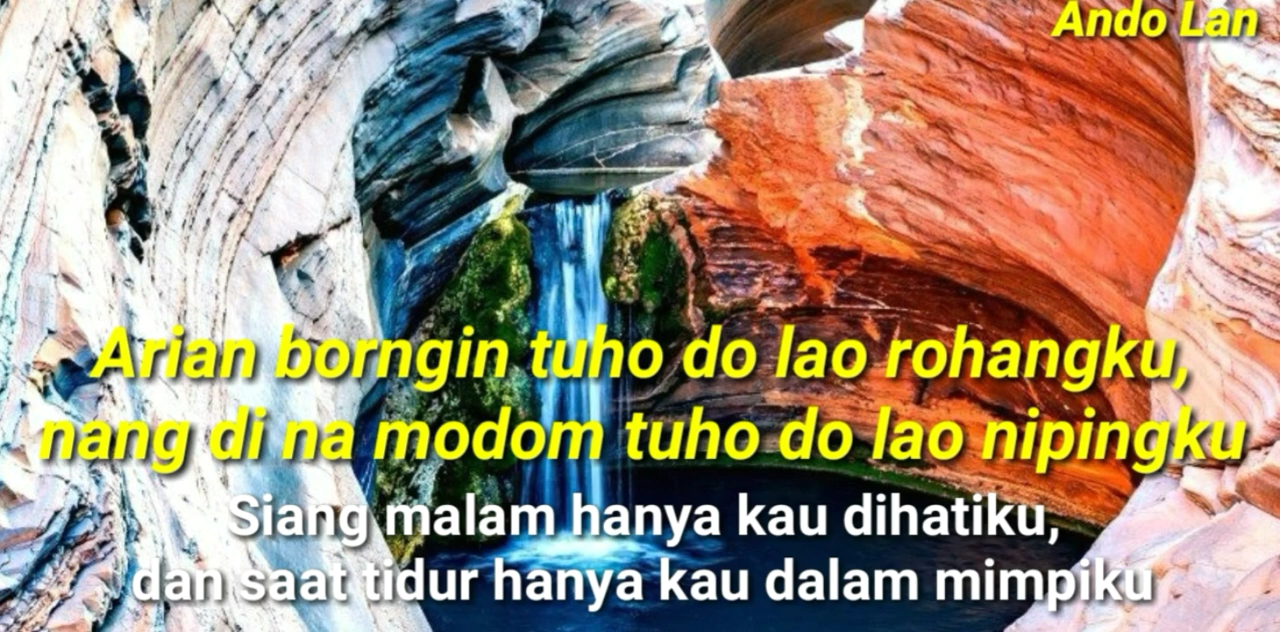 Ando Lan
Arian borngin tuho do lao rohangku,
nang di na modom tuho do lao nipingku
Siang malam hanya kau dihatiku,
dan saat tidur hanya kau dalam mimpiku